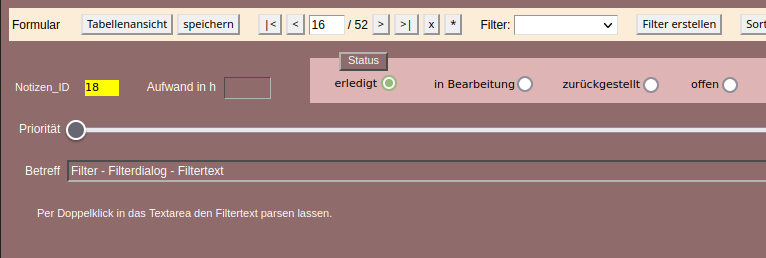 Formular Tabellenansicht speichern |< < 16 / 52 > >| x * Filter: Filter erstellen Sort
Status
Notizen_ID 18 Aufwand in h erledigt in Bearbeitung zurückgestellt offen
Priorität
Betreff Filter - Filterdialog - Filtertext
Per Doppelklick in das Textarea den Filtertext parsen lassen.